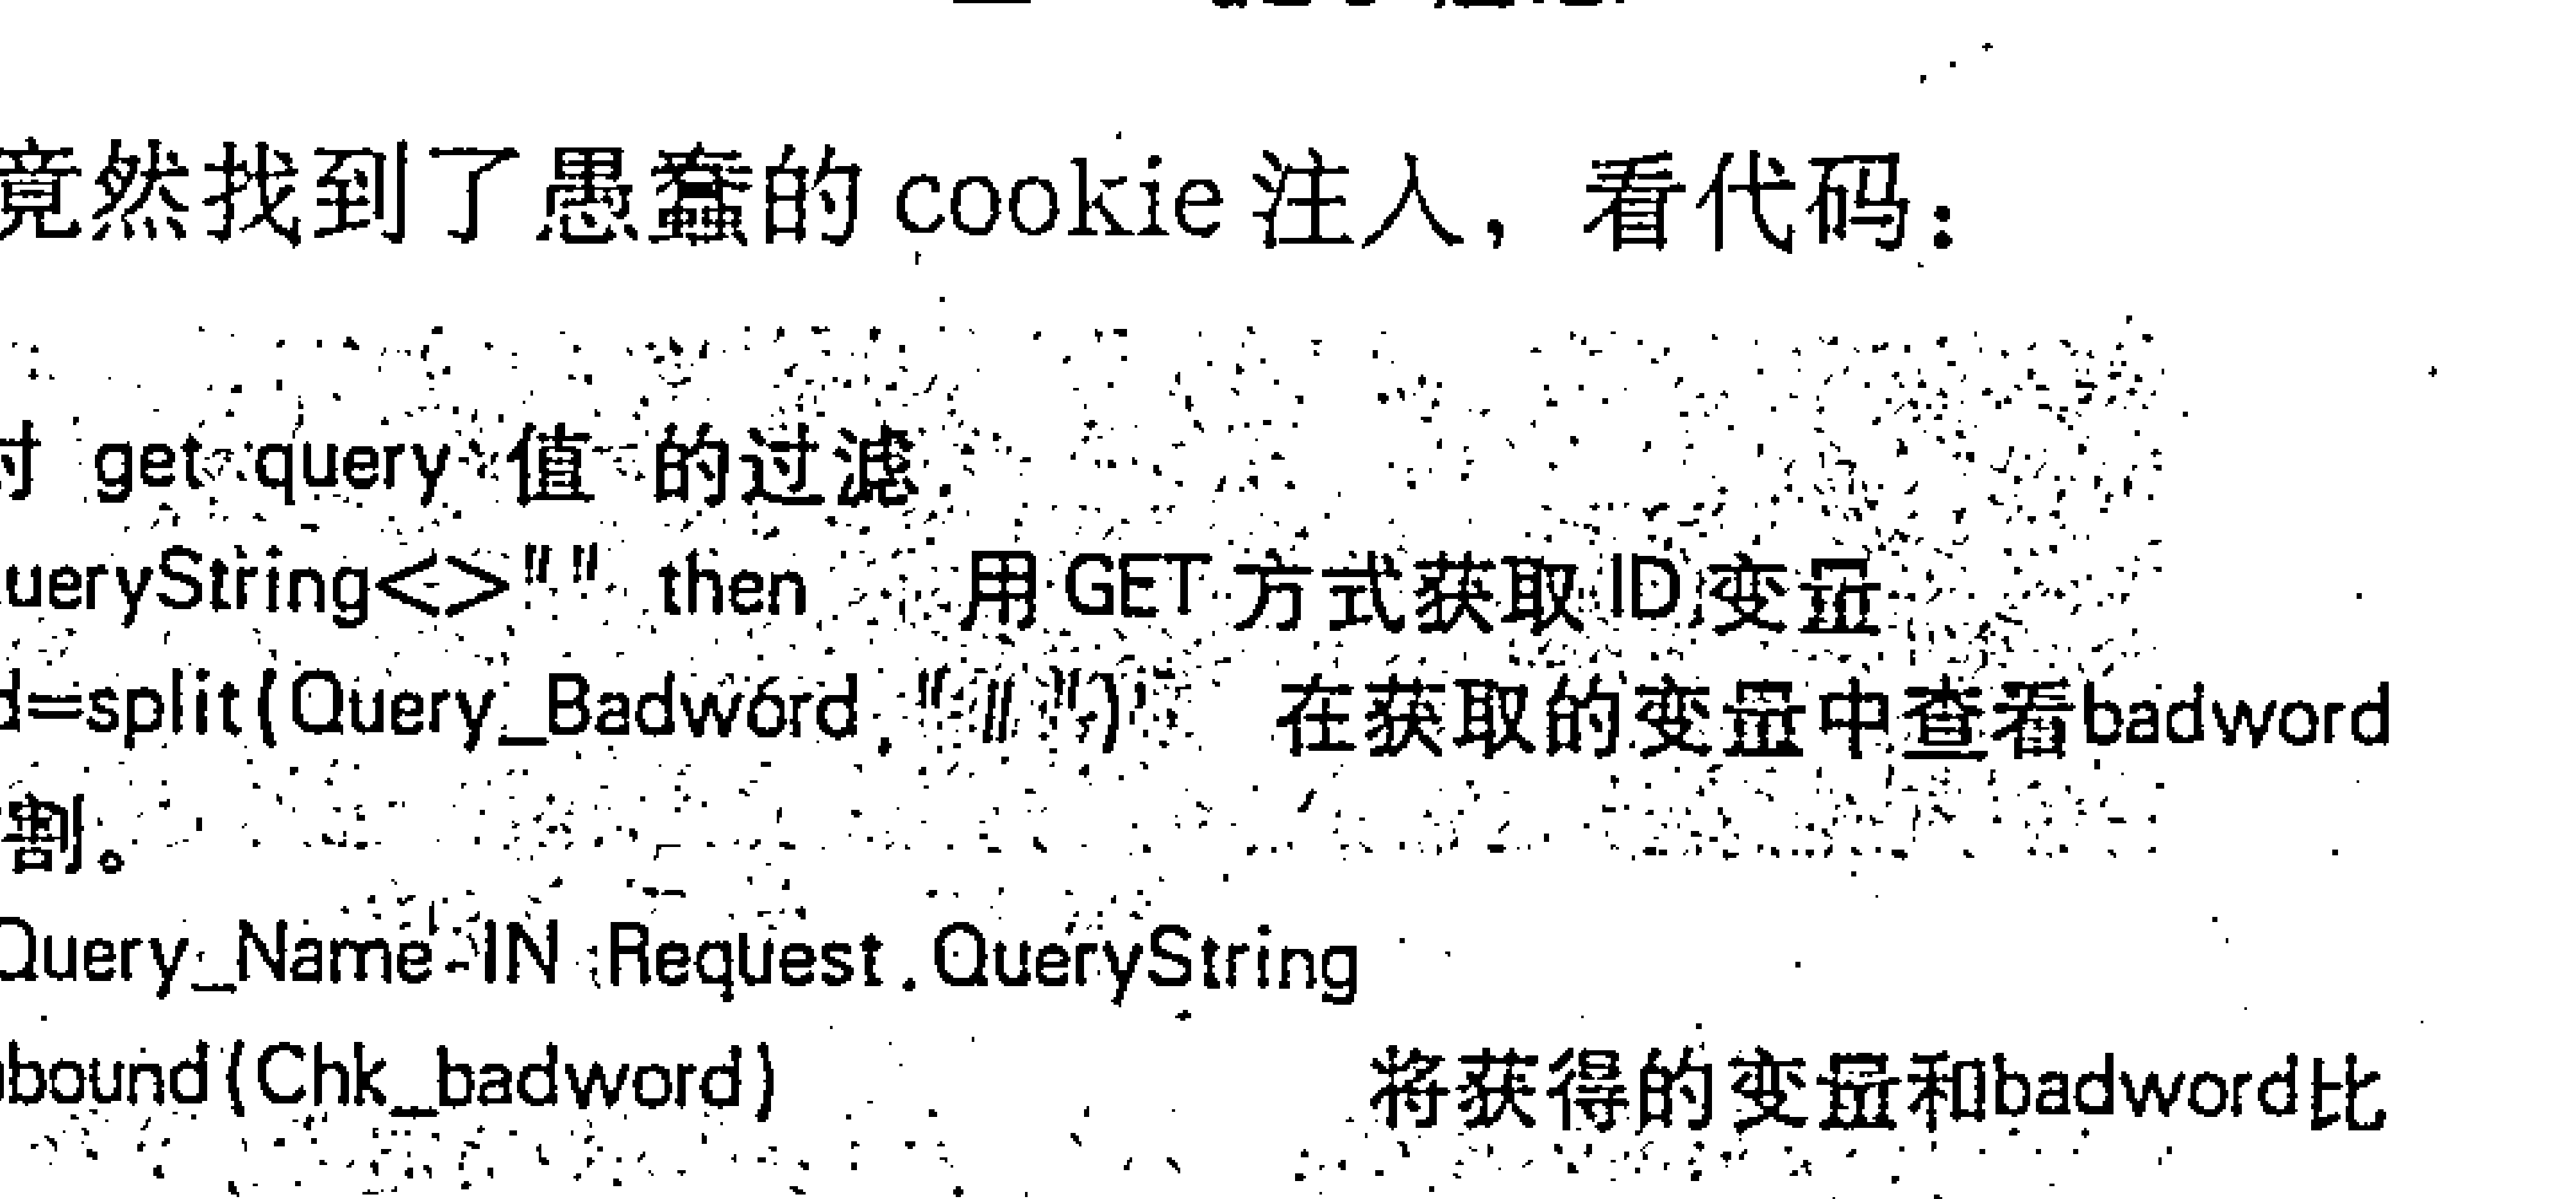 竟然找到了愚蠢的 cookie 注入，看代码：
对 get query 值 的过滤.
ueryString<>"" then 用 GET 方式获取 ID 变量
d=split(Query_Badword,"‖") 在获取的变量中查看badword
割。
Query_Name IN Request.QueryString
bound(Chk_badword) 将获得的变量和badword比